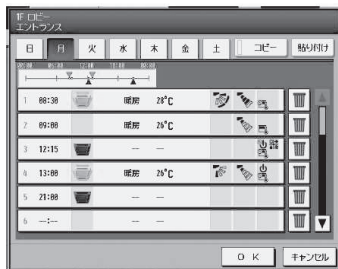 1F ロビー
エントランス
日 月 火 水 木 金 土 コピー 貼り付け
1 08:30 暖房 28°C
2 09:00 暖房 26°C
3 12:15 -- --
4 13:00 暖房 26°C
5 21:00 -- --
6 --:--
OK キャンセル